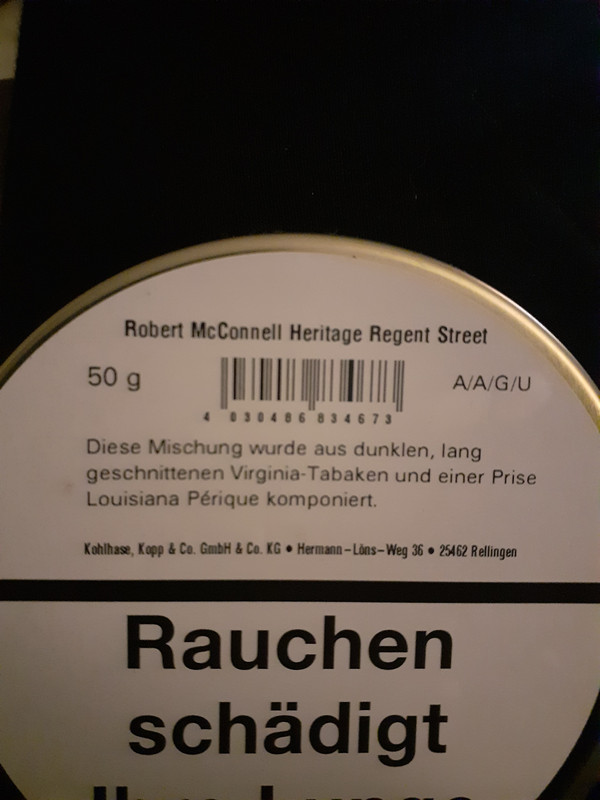 Robert McConnell Heritage Regent Street
50 g
A/A/G/U
4 030486 834673
Diese Mischung wurde aus dunklen, lang
geschnittenen Virginia-Tabaken und einer Prise
Louisiana Périque komponiert.
Kohlhase, Kopp & Co. GmbH & Co. KG • Hermann-Löns-Weg 36 • 25462 Rellingen
Rauchen
schädigt
Ihre Lunge